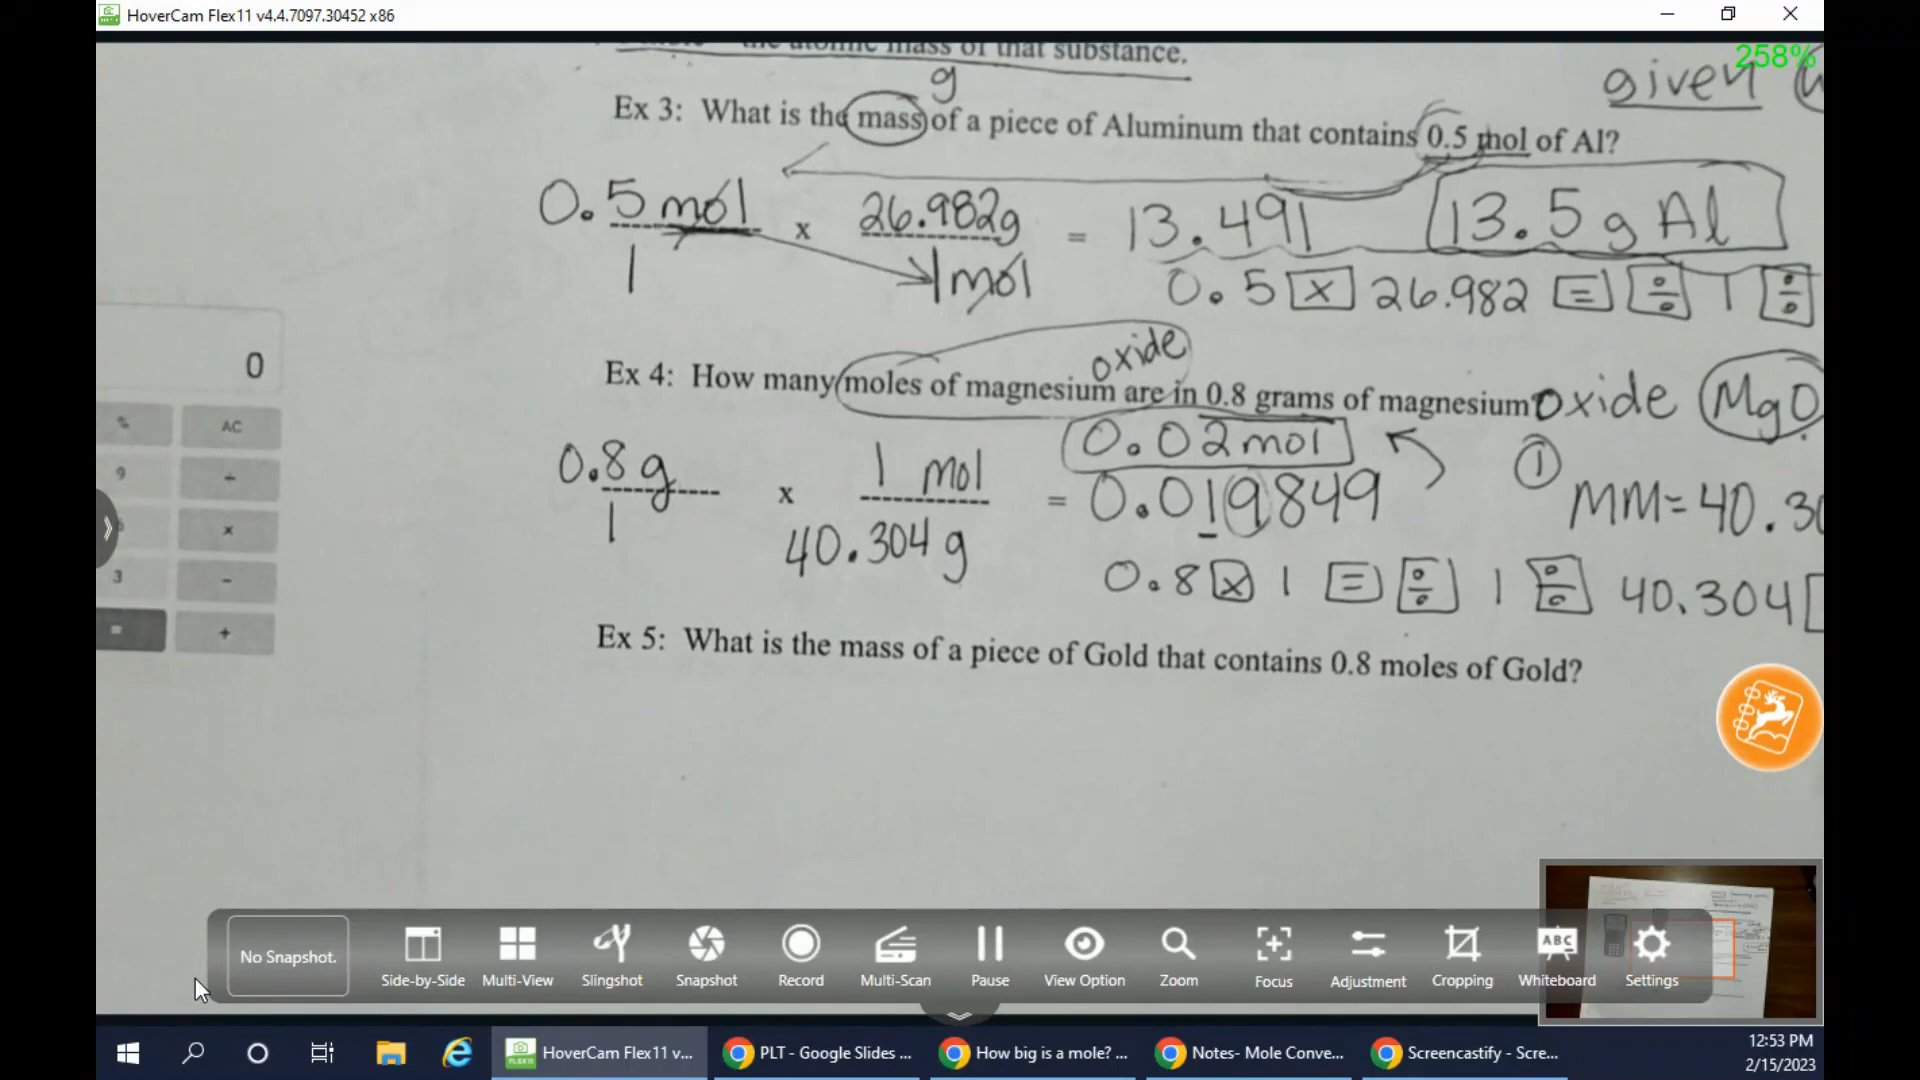 HoverCam Flex11 v4.4.7097.30452 x86
the atomic mass of that substance.
258%
given
g
Ex 3: What is the mass of a piece of Aluminum that contains 0.5 mol of Al?
0.5 mol x 26.982g = 13.491 13.5 g Al
1 1 mol
0.5 x 26.982 = ÷ 1 ÷
oxide
Ex 4: How many moles of magnesium are in 0.8 grams of magnesium oxide MgO
0.02 mol
0.8 g x 1 mol = 0.019849 ①
1 40.304 g
MM=40.30
0.8 x 1 = ÷ 1 ÷ 40.304
Ex 5: What is the mass of a piece of Gold that contains 0.8 moles of Gold?
0
% AC
9 ÷
×
3 −
= +
No Snapshot.
Side-by-Side
Multi-View
Slingshot
Snapshot
Record
Multi-Scan
Pause
View Option
Zoom
Focus
Adjustment
Cropping
ABC
Whiteboard
Settings
FLEX11
HoverCam Flex11 v...
PLT - Google Slides ...
How big is a mole? ...
Notes- Mole Conve...
Screencastify - Scre...
12:53 PM
2/15/2023